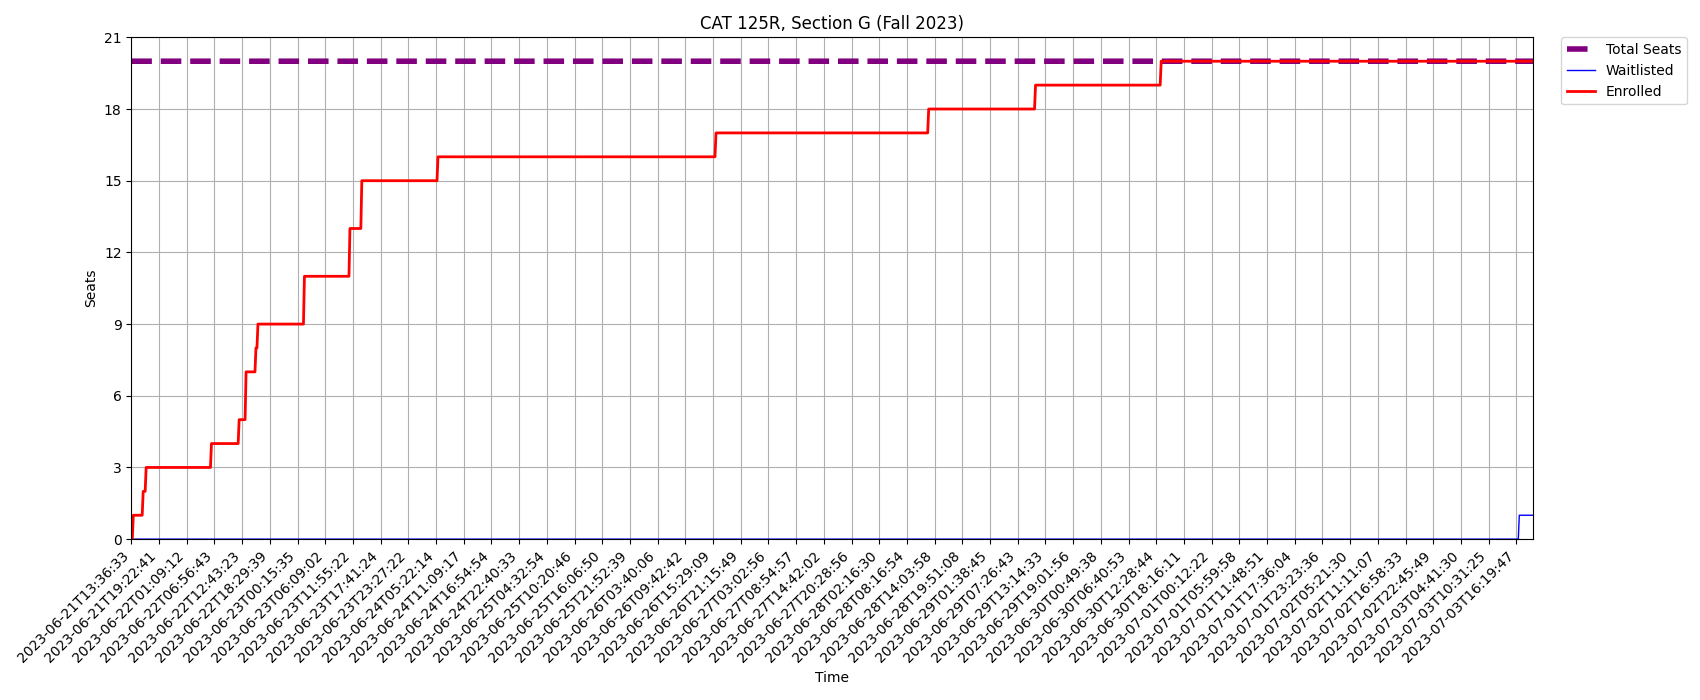 CAT 125R, Section G (Fall 2023)
Total Seats
Waitlisted
Enrolled
Seats
21
18
15
12
9
6
3
0
2023-06-21T13:36:33
2023-06-21T19:22:41
2023-06-22T01:09:12
2023-06-22T06:56:43
2023-06-22T12:43:23
2023-06-22T18:29:39
2023-06-23T00:15:35
2023-06-23T06:09:02
2023-06-23T11:55:22
2023-06-23T17:41:24
2023-06-23T23:27:22
2023-06-24T05:22:14
2023-06-24T11:09:17
2023-06-24T16:54:54
2023-06-24T22:40:33
2023-06-25T04:32:54
2023-06-25T10:20:46
2023-06-25T16:06:50
2023-06-25T21:52:39
2023-06-26T03:40:06
2023-06-26T09:42:42
2023-06-26T15:29:09
2023-06-26T21:15:49
2023-06-27T03:02:56
2023-06-27T08:54:57
2023-06-27T14:42:02
2023-06-27T20:28:56
2023-06-28T02:16:30
2023-06-28T08:16:54
2023-06-28T14:03:58
2023-06-28T19:51:08
2023-06-29T01:38:45
2023-06-29T07:26:43
2023-06-29T13:14:33
2023-06-29T19:01:56
2023-06-30T00:49:38
2023-06-30T06:40:53
2023-06-30T12:28:44
2023-06-30T18:16:11
2023-07-01T00:12:22
2023-07-01T05:59:58
2023-07-01T11:48:51
2023-07-01T17:36:04
2023-07-01T23:23:36
2023-07-02T05:21:30
2023-07-02T11:11:07
2023-07-02T16:58:33
2023-07-02T22:45:49
2023-07-03T04:41:30
2023-07-03T10:31:25
2023-07-03T16:19:47
Time